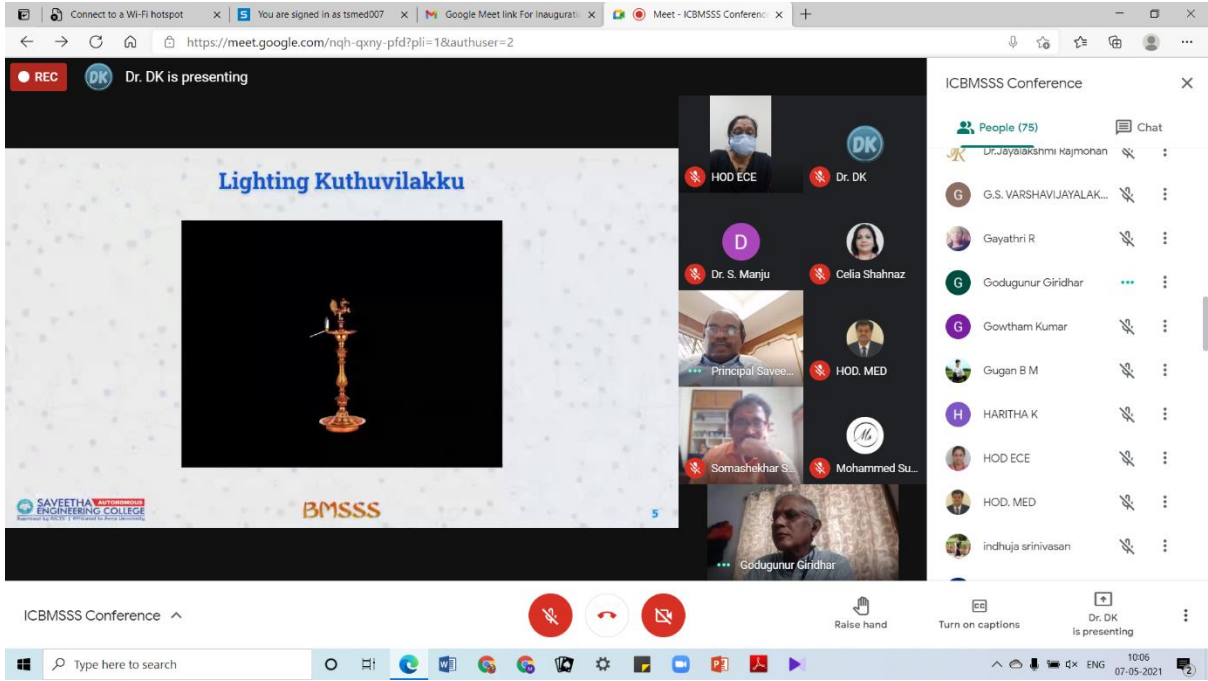 Connect to a Wi-Fi hotspot
You are signed in as tsmed007
Google Meet link For Inauguratic
Meet - ICBMSSS Conferenc
https://meet.google.com/nqh-qxny-pfd?pli=1&authuser=2
REC
DK
Dr. DK is presenting
Lighting Kuthuvilakku
SAVEETHA AUTONOMOUS
ENGINEERING COLLEGE
BMSSS
5
HOD ECE
DK
Dr. DK
D
Dr. S. Manju
Celia Shahnaz
Principal Savee...
HOD. MED
Somashekhar S...
Mohammed Su...
Godugunur Giridhar
ICBMSSS Conference
People (75)
Chat
Dr.Jayalakshmi Rajmohan
G
G.S. VARSHAVIJAYALAK...
Gayathri R
G
Godugunur Giridhar
G
Gowtham Kumar
Gugan B M
H
HARITHA K
HOD ECE
HOD. MED
indhuja srinivasan
ICBMSSS Conference
Raise hand
Turn on captions
Dr. DK
is presenting
Type here to search
ENG
10:06
07-05-2021
2